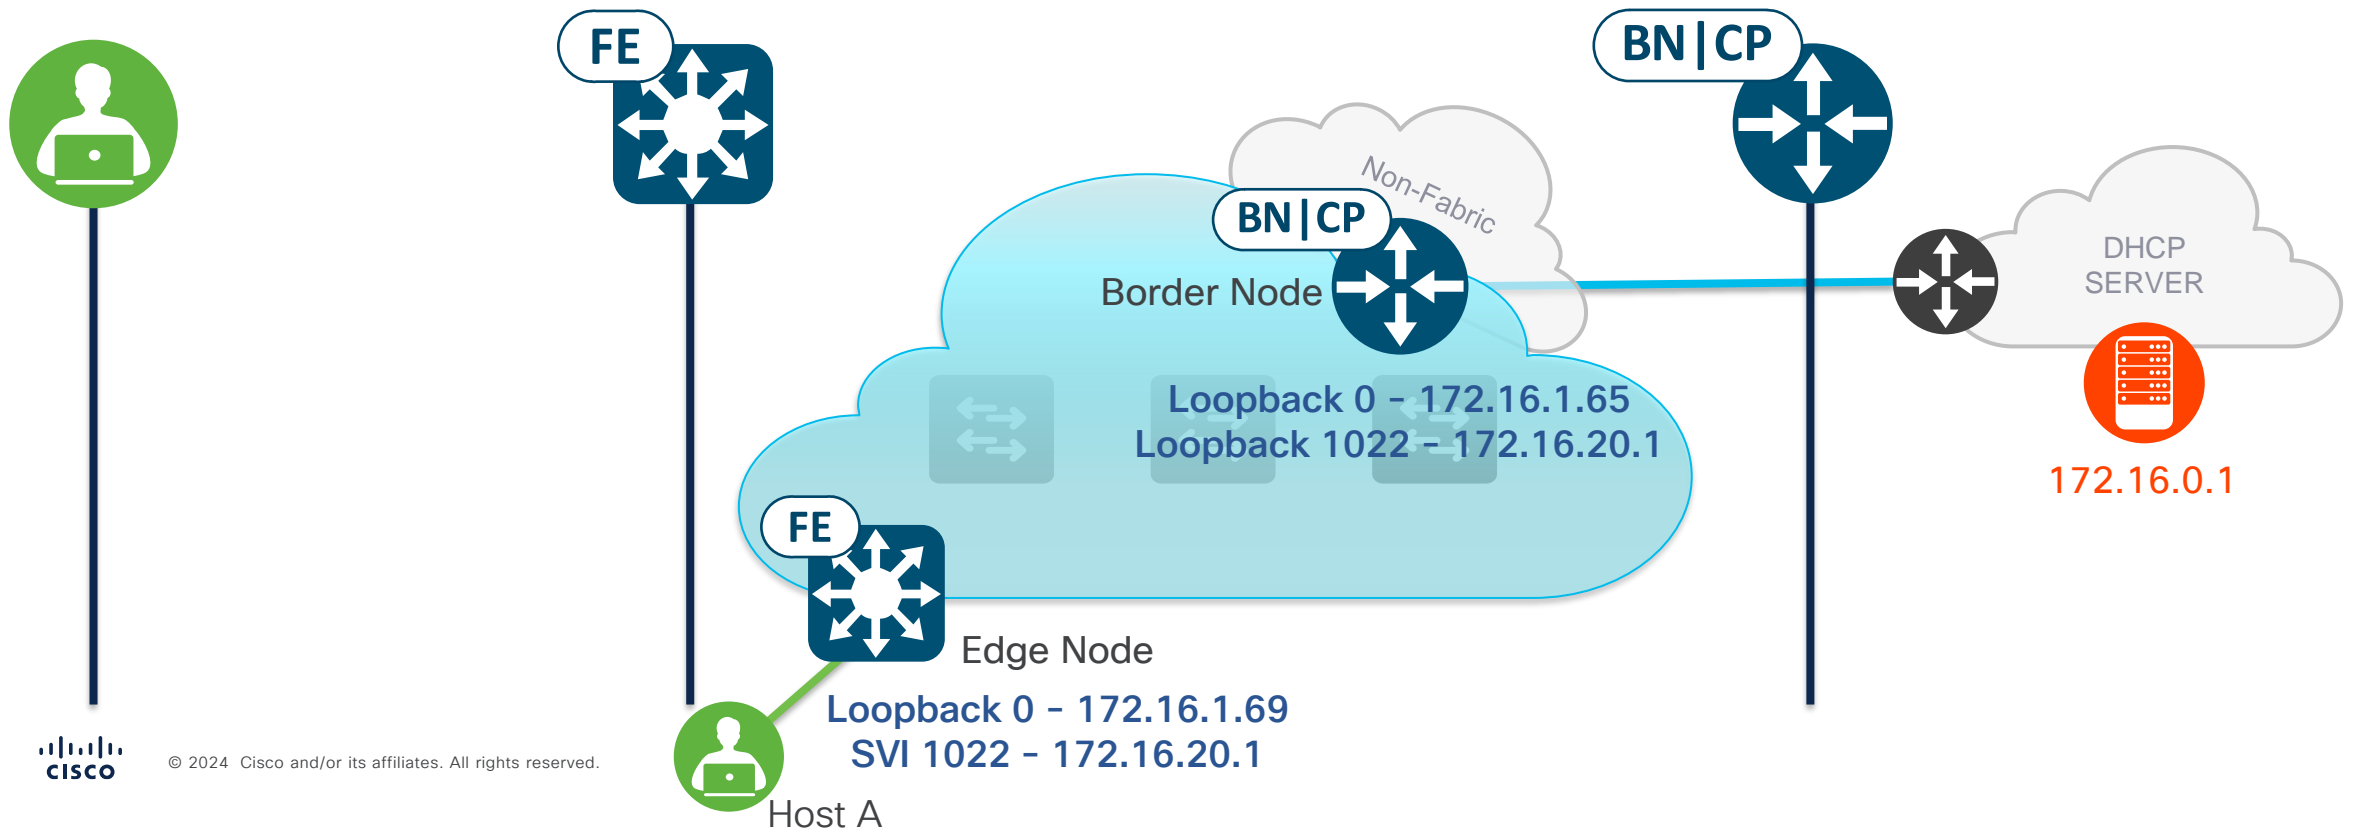 FE
BN|CP
Non-Fabric
BN|CP
Border Node
DHCP
SERVER
Loopback 0 – 172.16.1.65
Loopback 1022 – 172.16.20.1
172.16.0.1
FE
Edge Node
Loopback 0 – 172.16.1.69
SVI 1022 – 172.16.20.1
Host A
CISCO
© 2024 Cisco and/or its affiliates. All rights reserved.